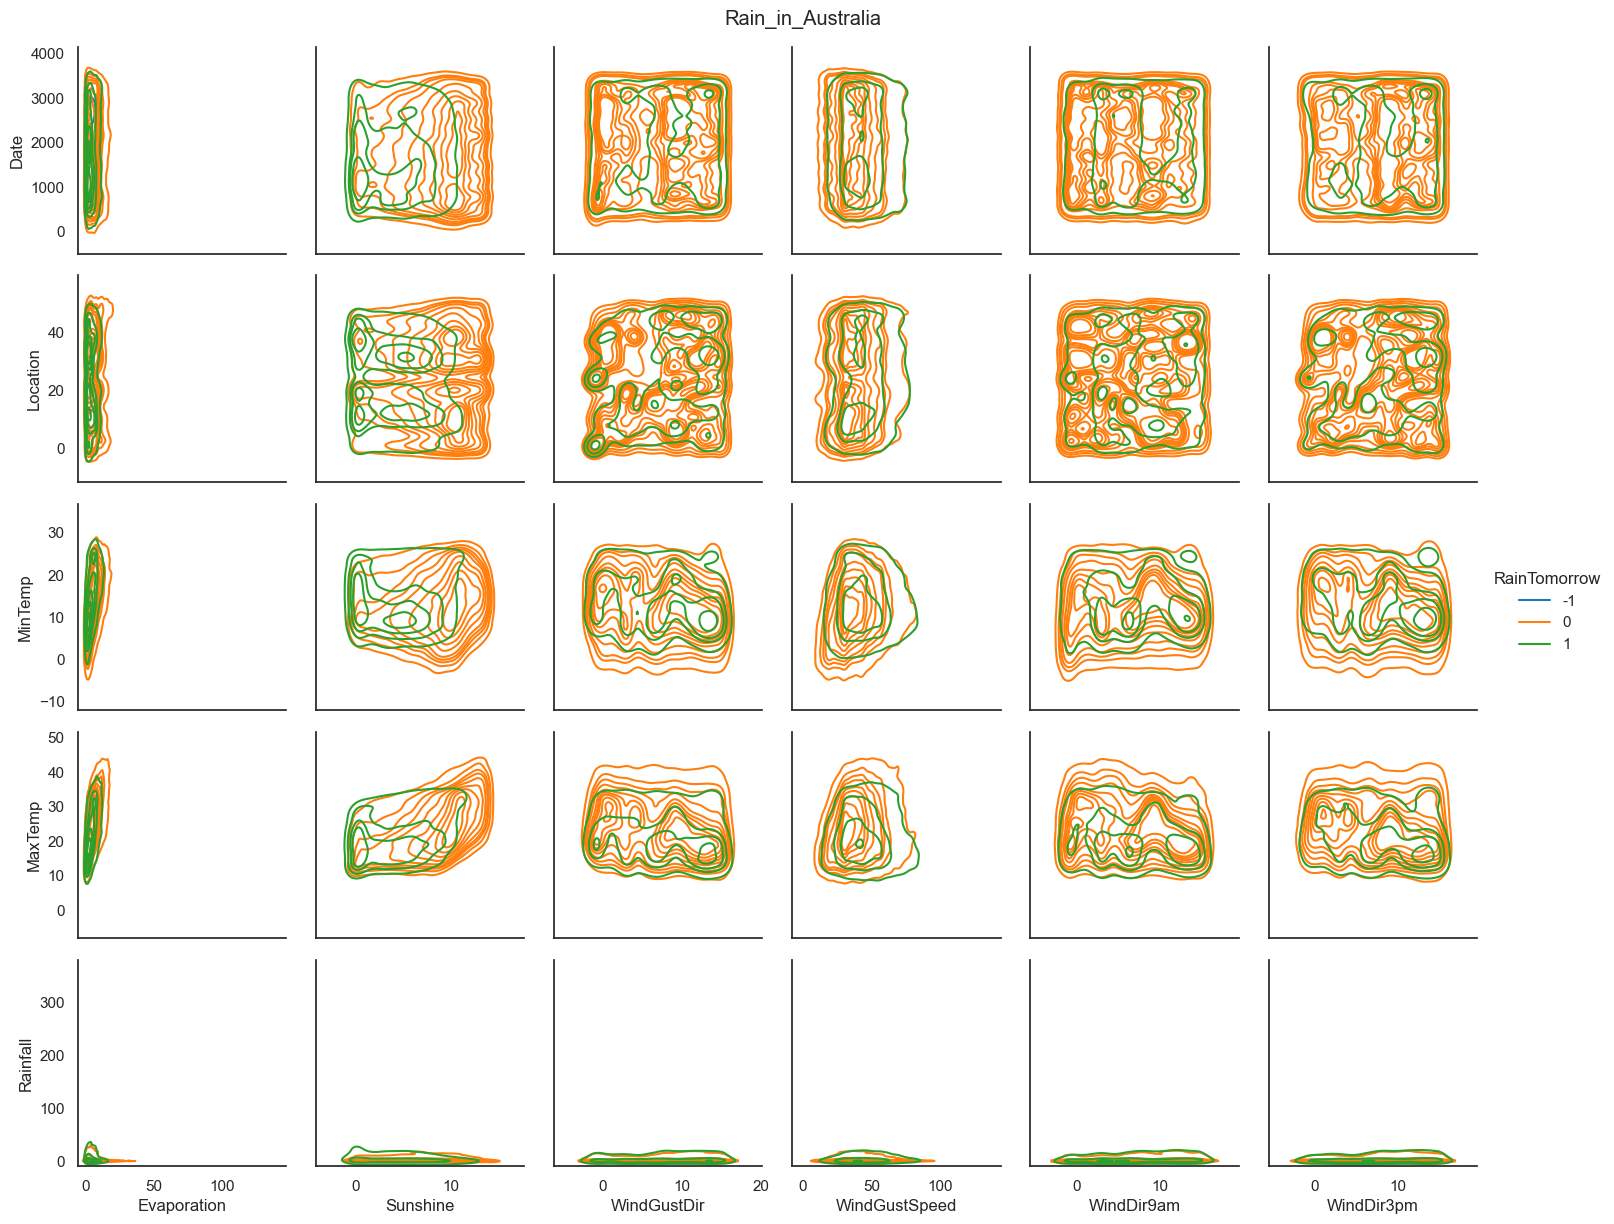 Rain_in_Australia
4000
3000
2000
1000
0
Date
40
20
0
Location
30
20
10
0
−10
MinTemp
RainTomorrow
-1
0
1
50
40
30
20
10
0
MaxTemp
300
200
100
0
Rainfall
0 50 100
0 10
0 10 20
0 50 100
0 10
0 10
Evaporation
Sunshine
WindGustDir
WindGustSpeed
WindDir9am
WindDir3pm